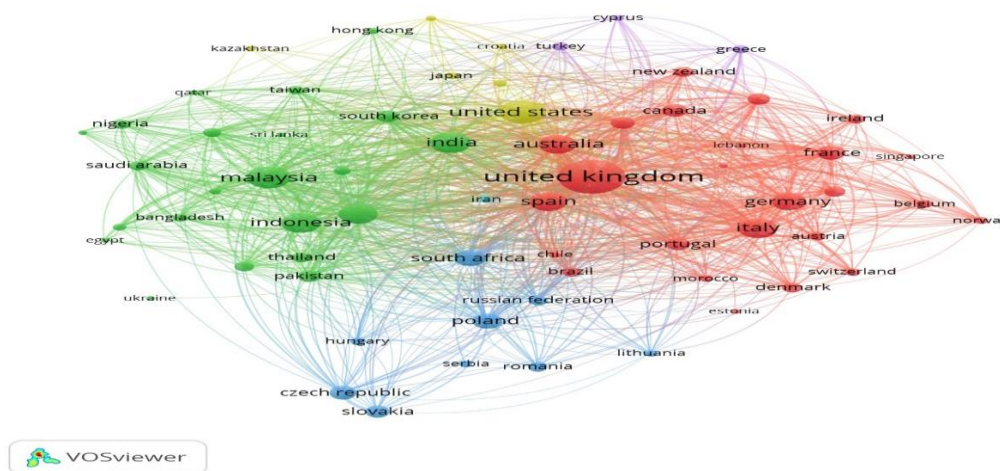 cyprus
hong kong
kazakhstan
croatia
turkey
greece
japan
new zealand
qatar
taiwan
united states
canada
south korea
ireland
nigeria
sri lanka
india
australia
lebanon
france
singapore
saudi arabia
malaysia
united kingdom
iran
spain
germany
belgium
bangladesh
indonesia
italy
norwa
egypt
austria
portugal
thailand
south africa
chile
pakistan
brazil
morocco
switzerland
denmark
ukraine
russian federation
estonia
poland
hungary
lithuania
serbia
romania
czech republic
slovakia
VOSviewer